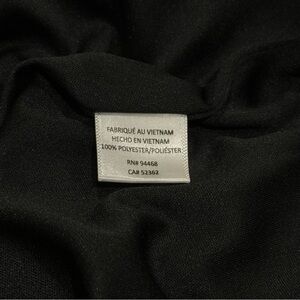 FABRIQUÉ AU VIETNAM
HECHO EN VIETNAM
100% POLYESTER/POLIÉSTER
RN# 94468
CA# 52362